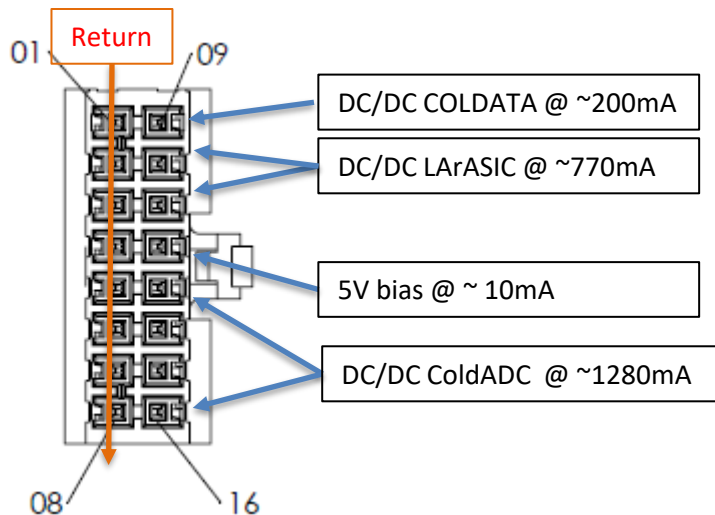 Return
01
09
DC/DC COLDATA @ ~200mA
DC/DC LArASIC @ ~770mA
5V bias @ ~ 10mA
DC/DC ColdADC @ ~1280mA
08
16